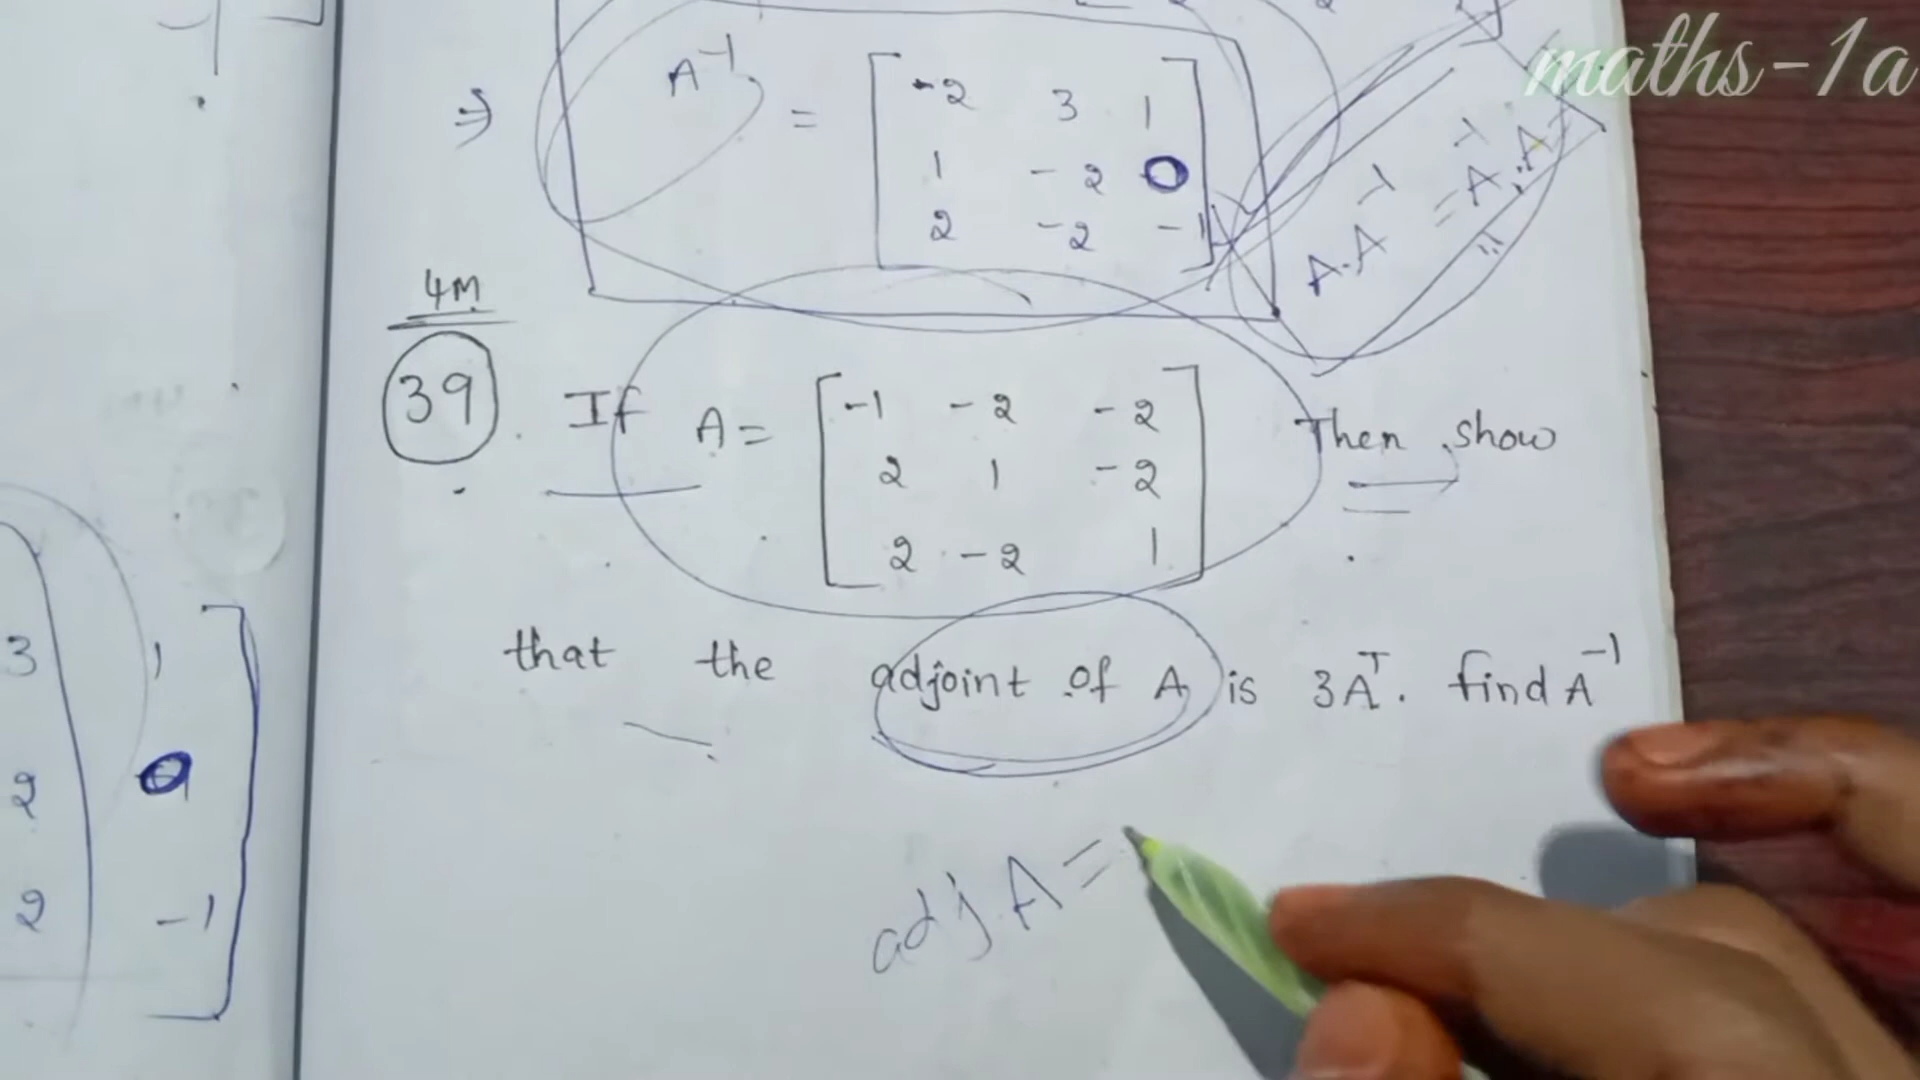 maths-1a
⇒ A⁻¹ = [ -2 3 1
1 -2 0
2 -2 -1 ]
A.A⁻¹ = A⁻¹.A =
4M
39. If A = [ -1 -2 -2
2 1 -2
2 -2 1 ] Then show
that the adjoint of A is 3Aᵀ. find A⁻¹
adj A =
3 1
2 0
2 -1 ]